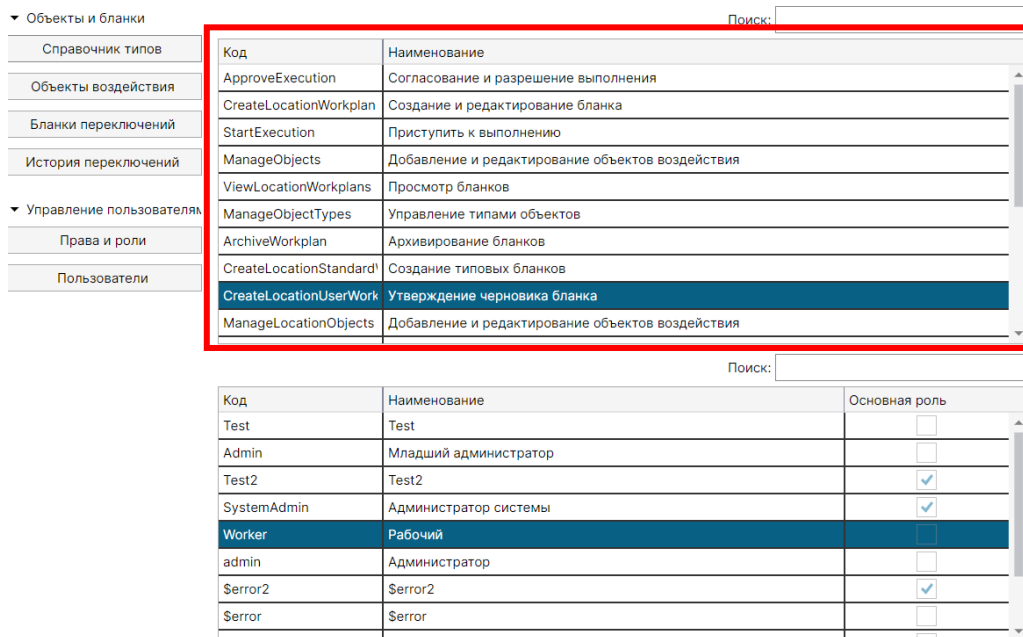 Объекты и бланки
Справочник типов
Объекты воздействия
Бланки переключений
История переключений
Управление пользователям
Права и роли
Пользователи
Поиск:
Код Наименование
ApproveExecution Согласование и разрешение выполнения
CreateLocationWorkplan Создание и редактирование бланка
StartExecution Приступить к выполнению
ManageObjects Добавление и редактирование объектов воздействия
ViewLocationWorkplans Просмотр бланков
ManageObjectTypes Управление типами объектов
ArchiveWorkplan Архивирование бланков
CreateLocationStandard Создание типовых бланков
CreateLocationUserWork Утверждение черновика бланка
ManageLocationObjects Добавление и редактирование объектов воздействия
Поиск:
Код Наименование Основная роль
Test Test
Admin Младший администратор
Test2 Test2
SystemAdmin Администратор системы
Worker Рабочий
admin Администратор
$error2 $error2
$error $error